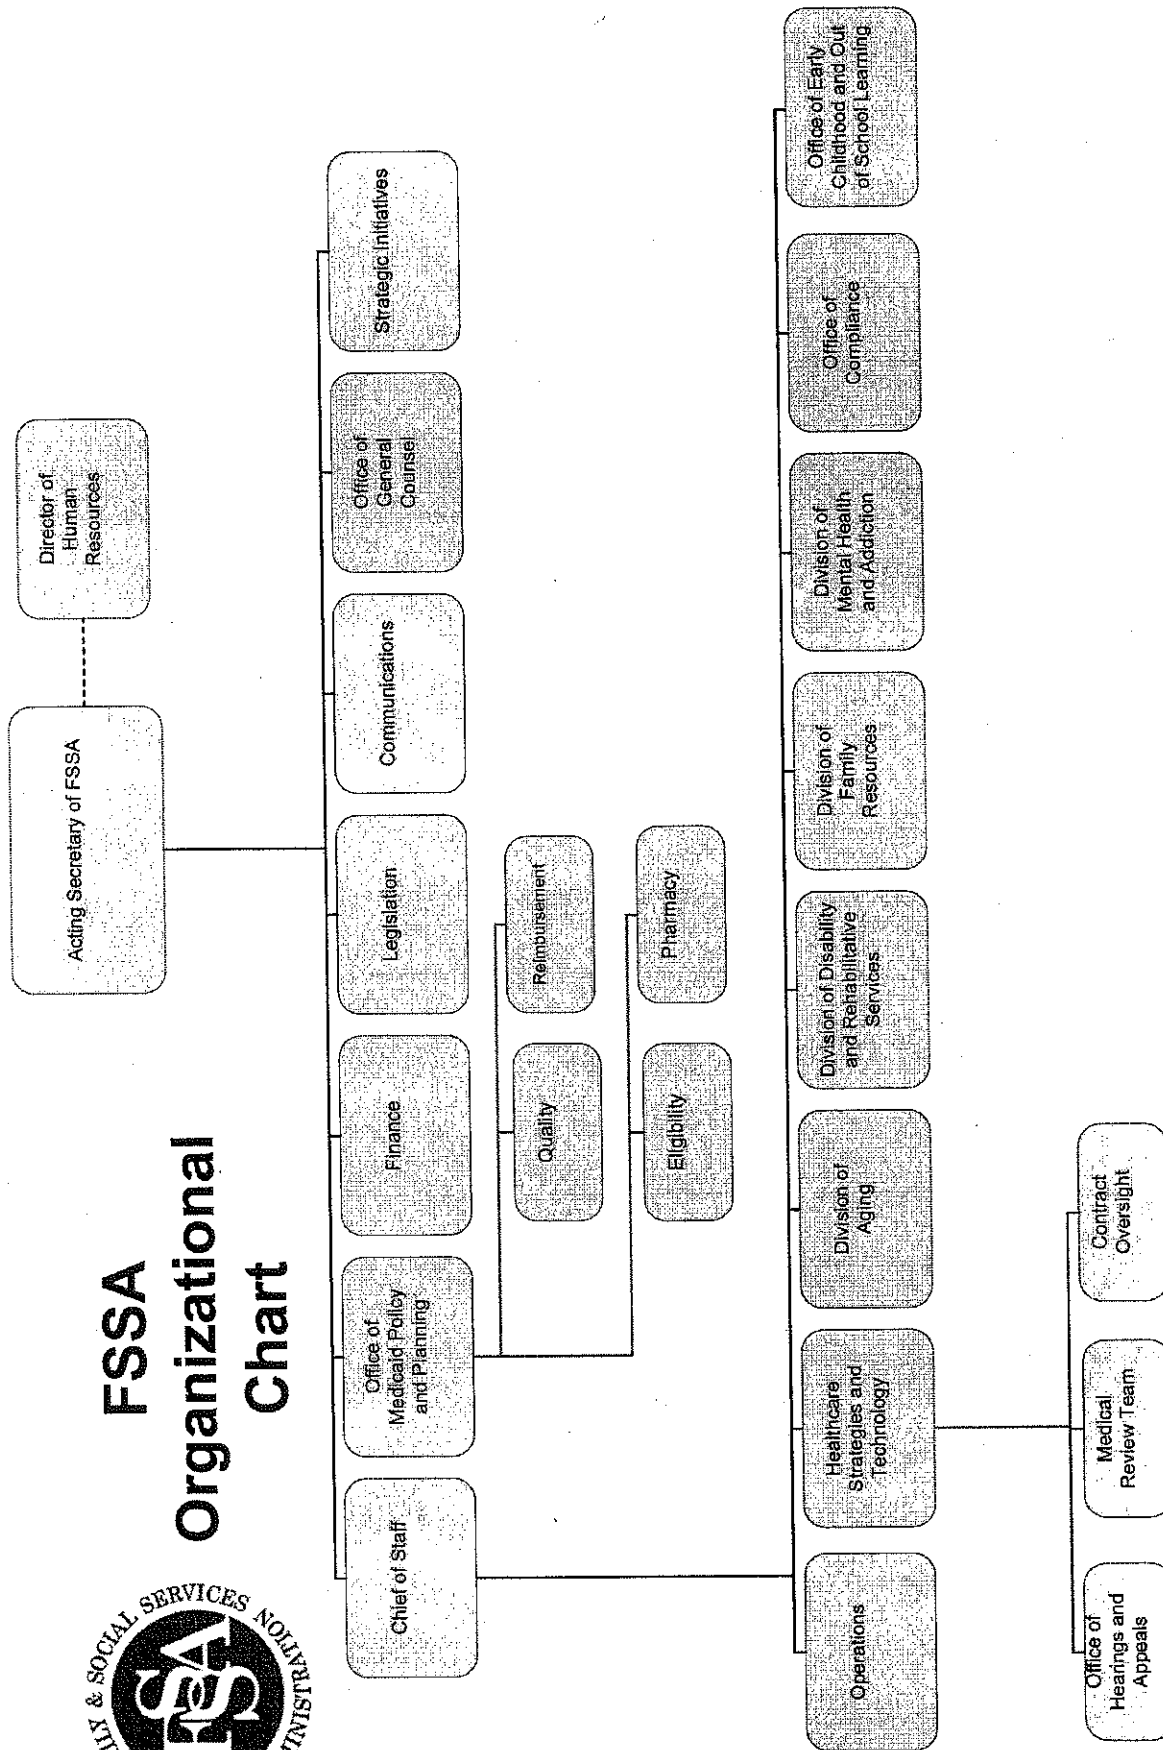 FSSA
Organizational
Chart
SOCIAL SERVICES
Acting Secretary of FSSA
Director of
Human
Resources
Chief of Staff
Office of
Medicaid Policy
and Planning
Finance
Legislation
Communications
Office of
General
Counsel
Strategic Initiatives
Quality
Reimbursement
Eligibility
Pharmacy
Operations
Healthcare
Strategies and
Technology
Division of
Aging
Division of Disability
and Rehabilitative
Services
Division of
Family
Resources
Division of
Mental Health
and Addiction
Office of
Compliance
Office of Early
Childhood and Out
of School Learning
Office of
Hearings and
Appeals
Medical
Review Team
Contract
Oversight